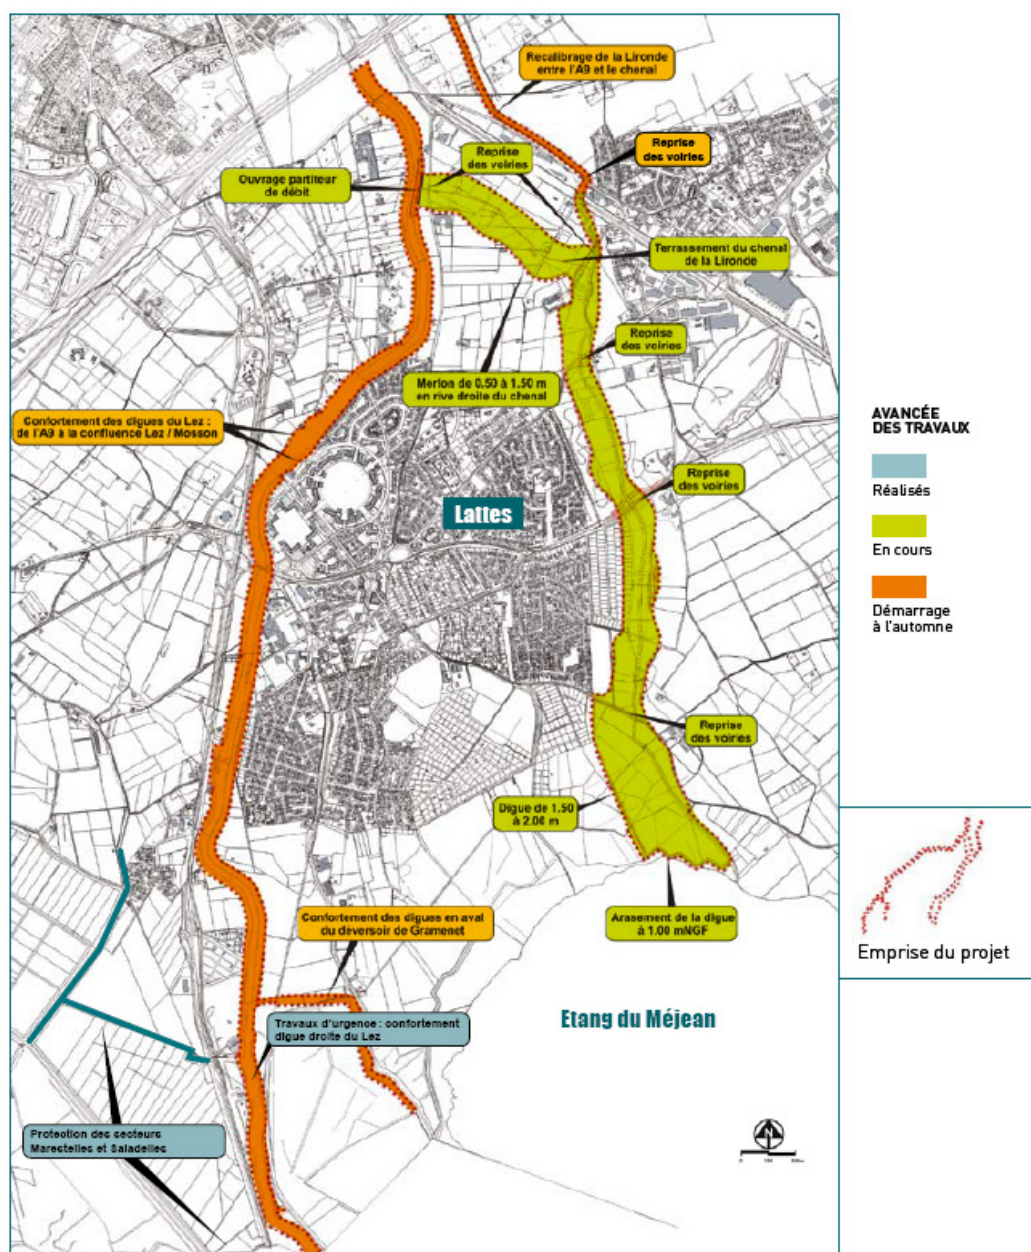 Recalibrage de la Lironde
entre l'A9 et le chenal
Reprise
des voiries
Reprise
des voiries
Ouvrage partiteur
de débit
Terrassement du chenal
de la Lironde
Reprise
des voiries
Merlon de 0.50 à 1.50 m
en rive droite du chenal
Confortement des digues du Lez :
de l'A9 à la confluence Lez / Mosson
Reprise
des voiries
Lattes
Reprise
des voiries
Digue de 1.50
à 2.00 m
Confortement des digues en aval
du déversoir de Gramenet
Arasement de la digue
à 1.00 mNGF
Etang du Méjean
Travaux d'urgence : confortement
digue droite du Lez
Protection des secteurs
Marestelles et Saladelles
AVANCÉE
DES TRAVAUX
Réalisés
En cours
Démarrage
à l'automne
Emprise du projet